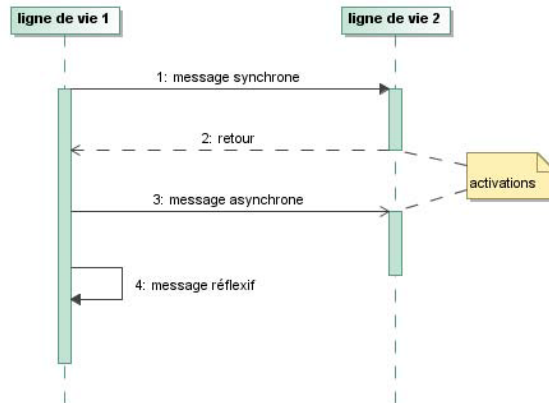 ligne de vie 1
ligne de vie 2
1: message synchrone
2: retour
activations
3: message asynchrone
4: message réflexif